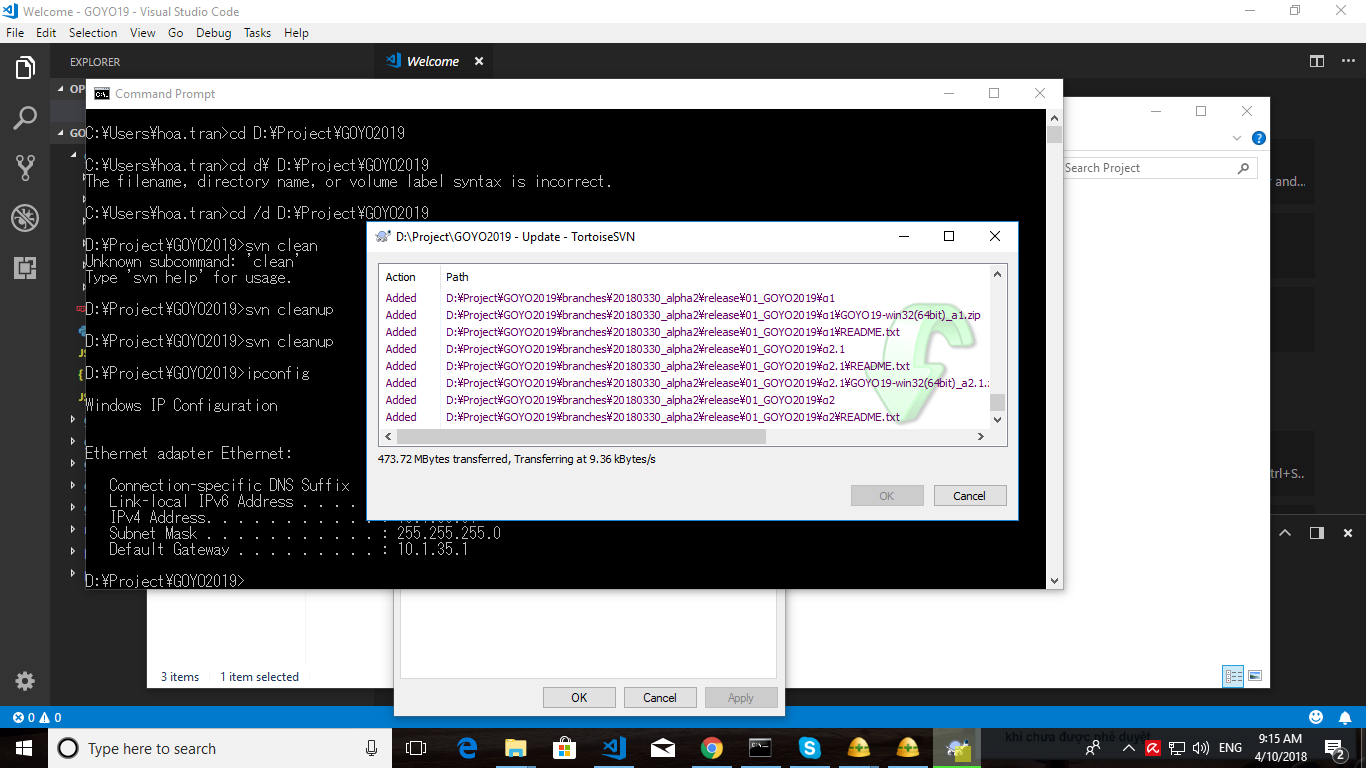 Welcome - GOYO19 - Visual Studio Code
File Edit Selection View Go Debug Tasks Help
EXPLORER
Welcome
OP
GO
Command Prompt
C:¥Users¥hoa.tran>cd D:¥Project¥GOYO2019
C:¥Users¥hoa.tran>cd d¥ D:¥Project¥GOYO2019
The filename, directory name, or volume label syntax is incorrect.
C:¥Users¥hoa.tran>cd /d D:¥Project¥GOYO2019
D:¥Project¥GOYO2019>svn clean
Unknown subcommand: 'clean'
Type 'svn help' for usage.
D:¥Project¥GOYO2019>svn cleanup
D:¥Project¥GOYO2019>svn cleanup
D:¥Project¥GOYO2019>ipconfig
Windows IP Configuration
Ethernet adapter Ethernet:
Connection-specific DNS Suffix
Link-local IPv6 Address . . . .
IPv4 Address. . . . . . . . . . . :
Subnet Mask . . . . . . . . . . . : 255.255.255.0
Default Gateway . . . . . . . . . : 10.1.35.1
D:¥Project¥GOYO2019>
D:\Project\GOYO2019 - Update - TortoiseSVN
Action Path
Added D:¥Project¥GOYO2019¥branches¥20180330_alpha2¥release¥01_GOYO2019¥α1
Added D:¥Project¥GOYO2019¥branches¥20180330_alpha2¥release¥01_GOYO2019¥α1¥GOYO19-win32(64bit)_a1.zip
Added D:¥Project¥GOYO2019¥branches¥20180330_alpha2¥release¥01_GOYO2019¥α1¥README.txt
Added D:¥Project¥GOYO2019¥branches¥20180330_alpha2¥release¥01_GOYO2019¥α2.1
Added D:¥Project¥GOYO2019¥branches¥20180330_alpha2¥release¥01_GOYO2019¥α2.1¥README.txt
Added D:¥Project¥GOYO2019¥branches¥20180330_alpha2¥release¥01_GOYO2019¥α2.1¥GOYO19-win32(64bit)_a2.1.z
Added D:¥Project¥GOYO2019¥branches¥20180330_alpha2¥release¥01_GOYO2019¥α2
Added D:¥Project¥GOYO2019¥branches¥20180330_alpha2¥release¥01_GOYO2019¥α2¥README.txt
473.72 MBytes transferred, Transferring at 9.36 kBytes/s
OK Cancel
Search Project
and...
trl+S..
3 items 1 item selected
OK Cancel Apply
0 0
Type here to search
khi chưa được phê duyệt
ENG
9:15 AM
4/10/2018
2